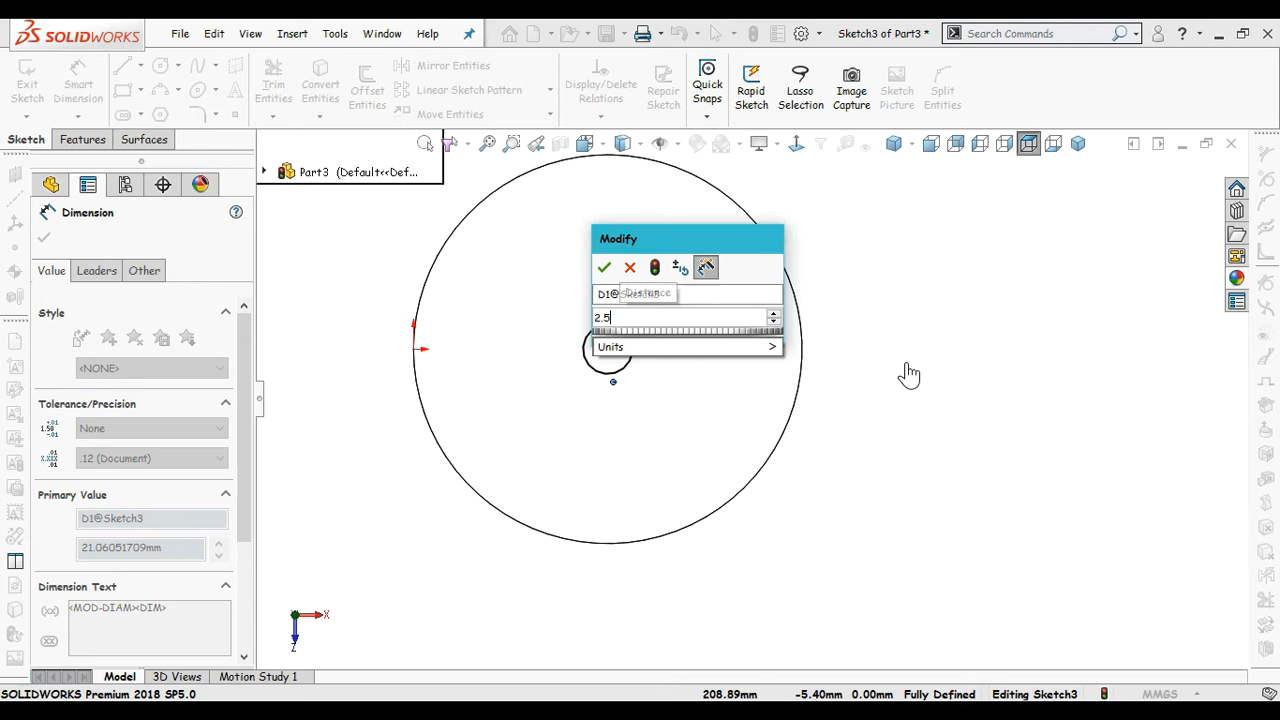 SOLIDWORKS File Edit View Insert Tools Window Help Sketch3 of Part3 * Search Commands
Exit Sketch Smart Dimension Trim Entities Convert Entities Offset Entities Mirror Entities Linear Sketch Pattern Move Entities Display/Delete Relations Repair Sketch Quick Snaps Rapid Sketch Lasso Selection Image Capture Sketch Picture Split Entities
Sketch Features Surfaces
Part3 (Default<<Def...
Dimension
Value Leaders Other
Style
<NONE>
Tolerance/Precision
None
.12 (Document)
Primary Value
D1@Sketch3
21.06051709mm
Dimension Text
<MOD-DIAM><DIM>
Modify
D1@Sketch3
Distance
2.5
Units >
X
Z
Model 3D Views Motion Study 1
SOLIDWORKS Premium 2018 SP5.0 208.89mm -5.40mm 0.00mm Fully Defined Editing Sketch3 MMGS